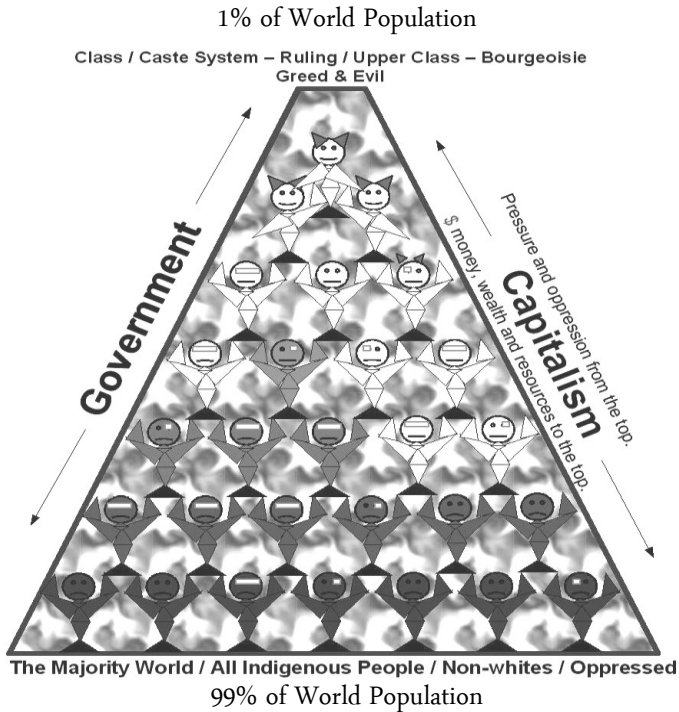 1% of World Population
Class / Caste System – Ruling / Upper Class – Bourgeoisie
Greed & Evil
Government
Capitalism
Pressure and oppression from the top.
$ money, wealth and resources to the top.
The Majority World / All Indigenous People / Non-whites / Oppressed
99% of World Population